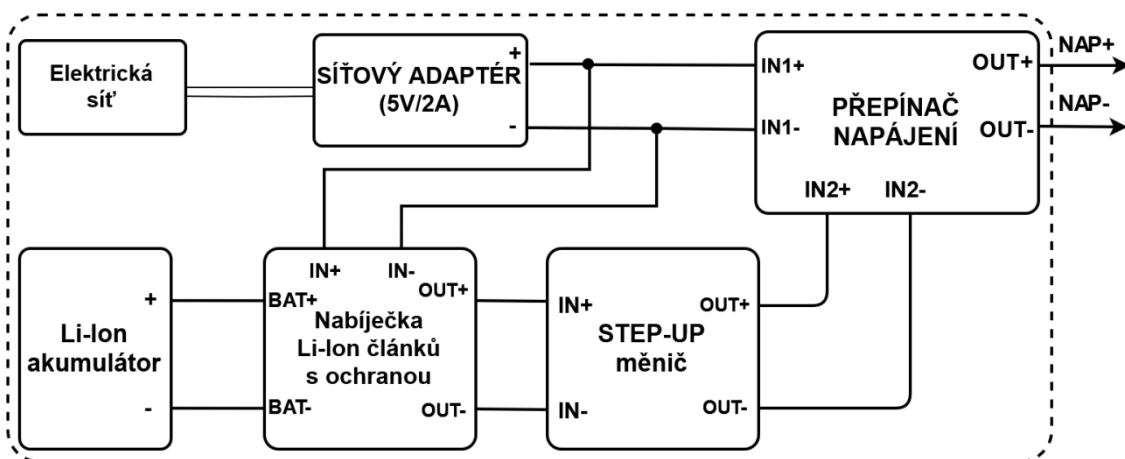 Elektrická
síť
SÍŤOVÝ ADAPTÉR
(5V/2A)
+
-
IN1+
IN1-
PŘEPÍNAČ
NAPÁJENÍ
OUT+
OUT-
IN2+
IN2-
NAP+
NAP-
Li-Ion
akumulátor
+
-
IN+
IN-
BAT+
BAT-
Nabíječka
Li-Ion článků
s ochranou
OUT+
OUT-
IN+
IN-
STEP-UP
měnič
OUT+
OUT-